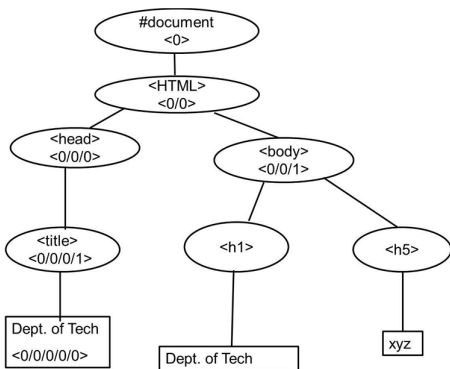 #document
<0>
<HTML>
<0/0>
<head>
<0/0/0>
<body>
<0/0/1>
<title>
<0/0/0/1>
<h1>
<h5>
Dept. of Tech
<0/0/0/0/0>
Dept. of Tech
xyz